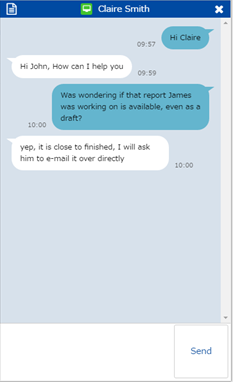 Claire Smith
Hi Claire
09:57
Hi John, How can I help you
09:59
Was wondering if that report James
was working on is available, even as a
draft?
10:00
yep, it is close to finished, I will ask
him to e-mail it over directly
10:00
Send